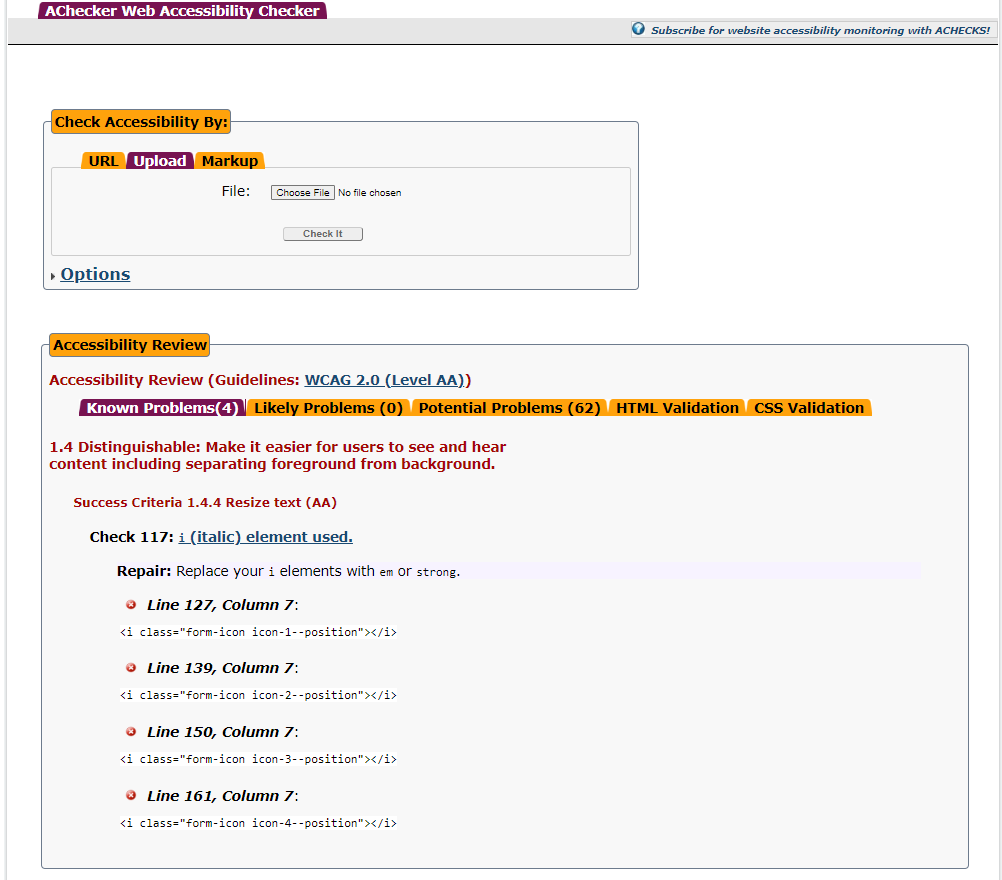 AChecker Web Accessibility Checker
Subscribe for website accessibility monitoring with ACHECKS!
Check Accessibility By:
URL Upload Markup
File: Choose File No file chosen
Check It
Options
Accessibility Review
Accessibility Review (Guidelines: WCAG 2.0 (Level AA))
Known Problems(4) Likely Problems (0) Potential Problems (62) HTML Validation CSS Validation
1.4 Distinguishable: Make it easier for users to see and hear
content including separating foreground from background.
Success Criteria 1.4.4 Resize text (AA)
Check 117: i (italic) element used.
Repair: Replace your i elements with em or strong.
Line 127, Column 7:
<i class="form-icon icon-1--position"></i>
Line 139, Column 7:
<i class="form-icon icon-2--position"></i>
Line 150, Column 7:
<i class="form-icon icon-3--position"></i>
Line 161, Column 7:
<i class="form-icon icon-4--position"></i>